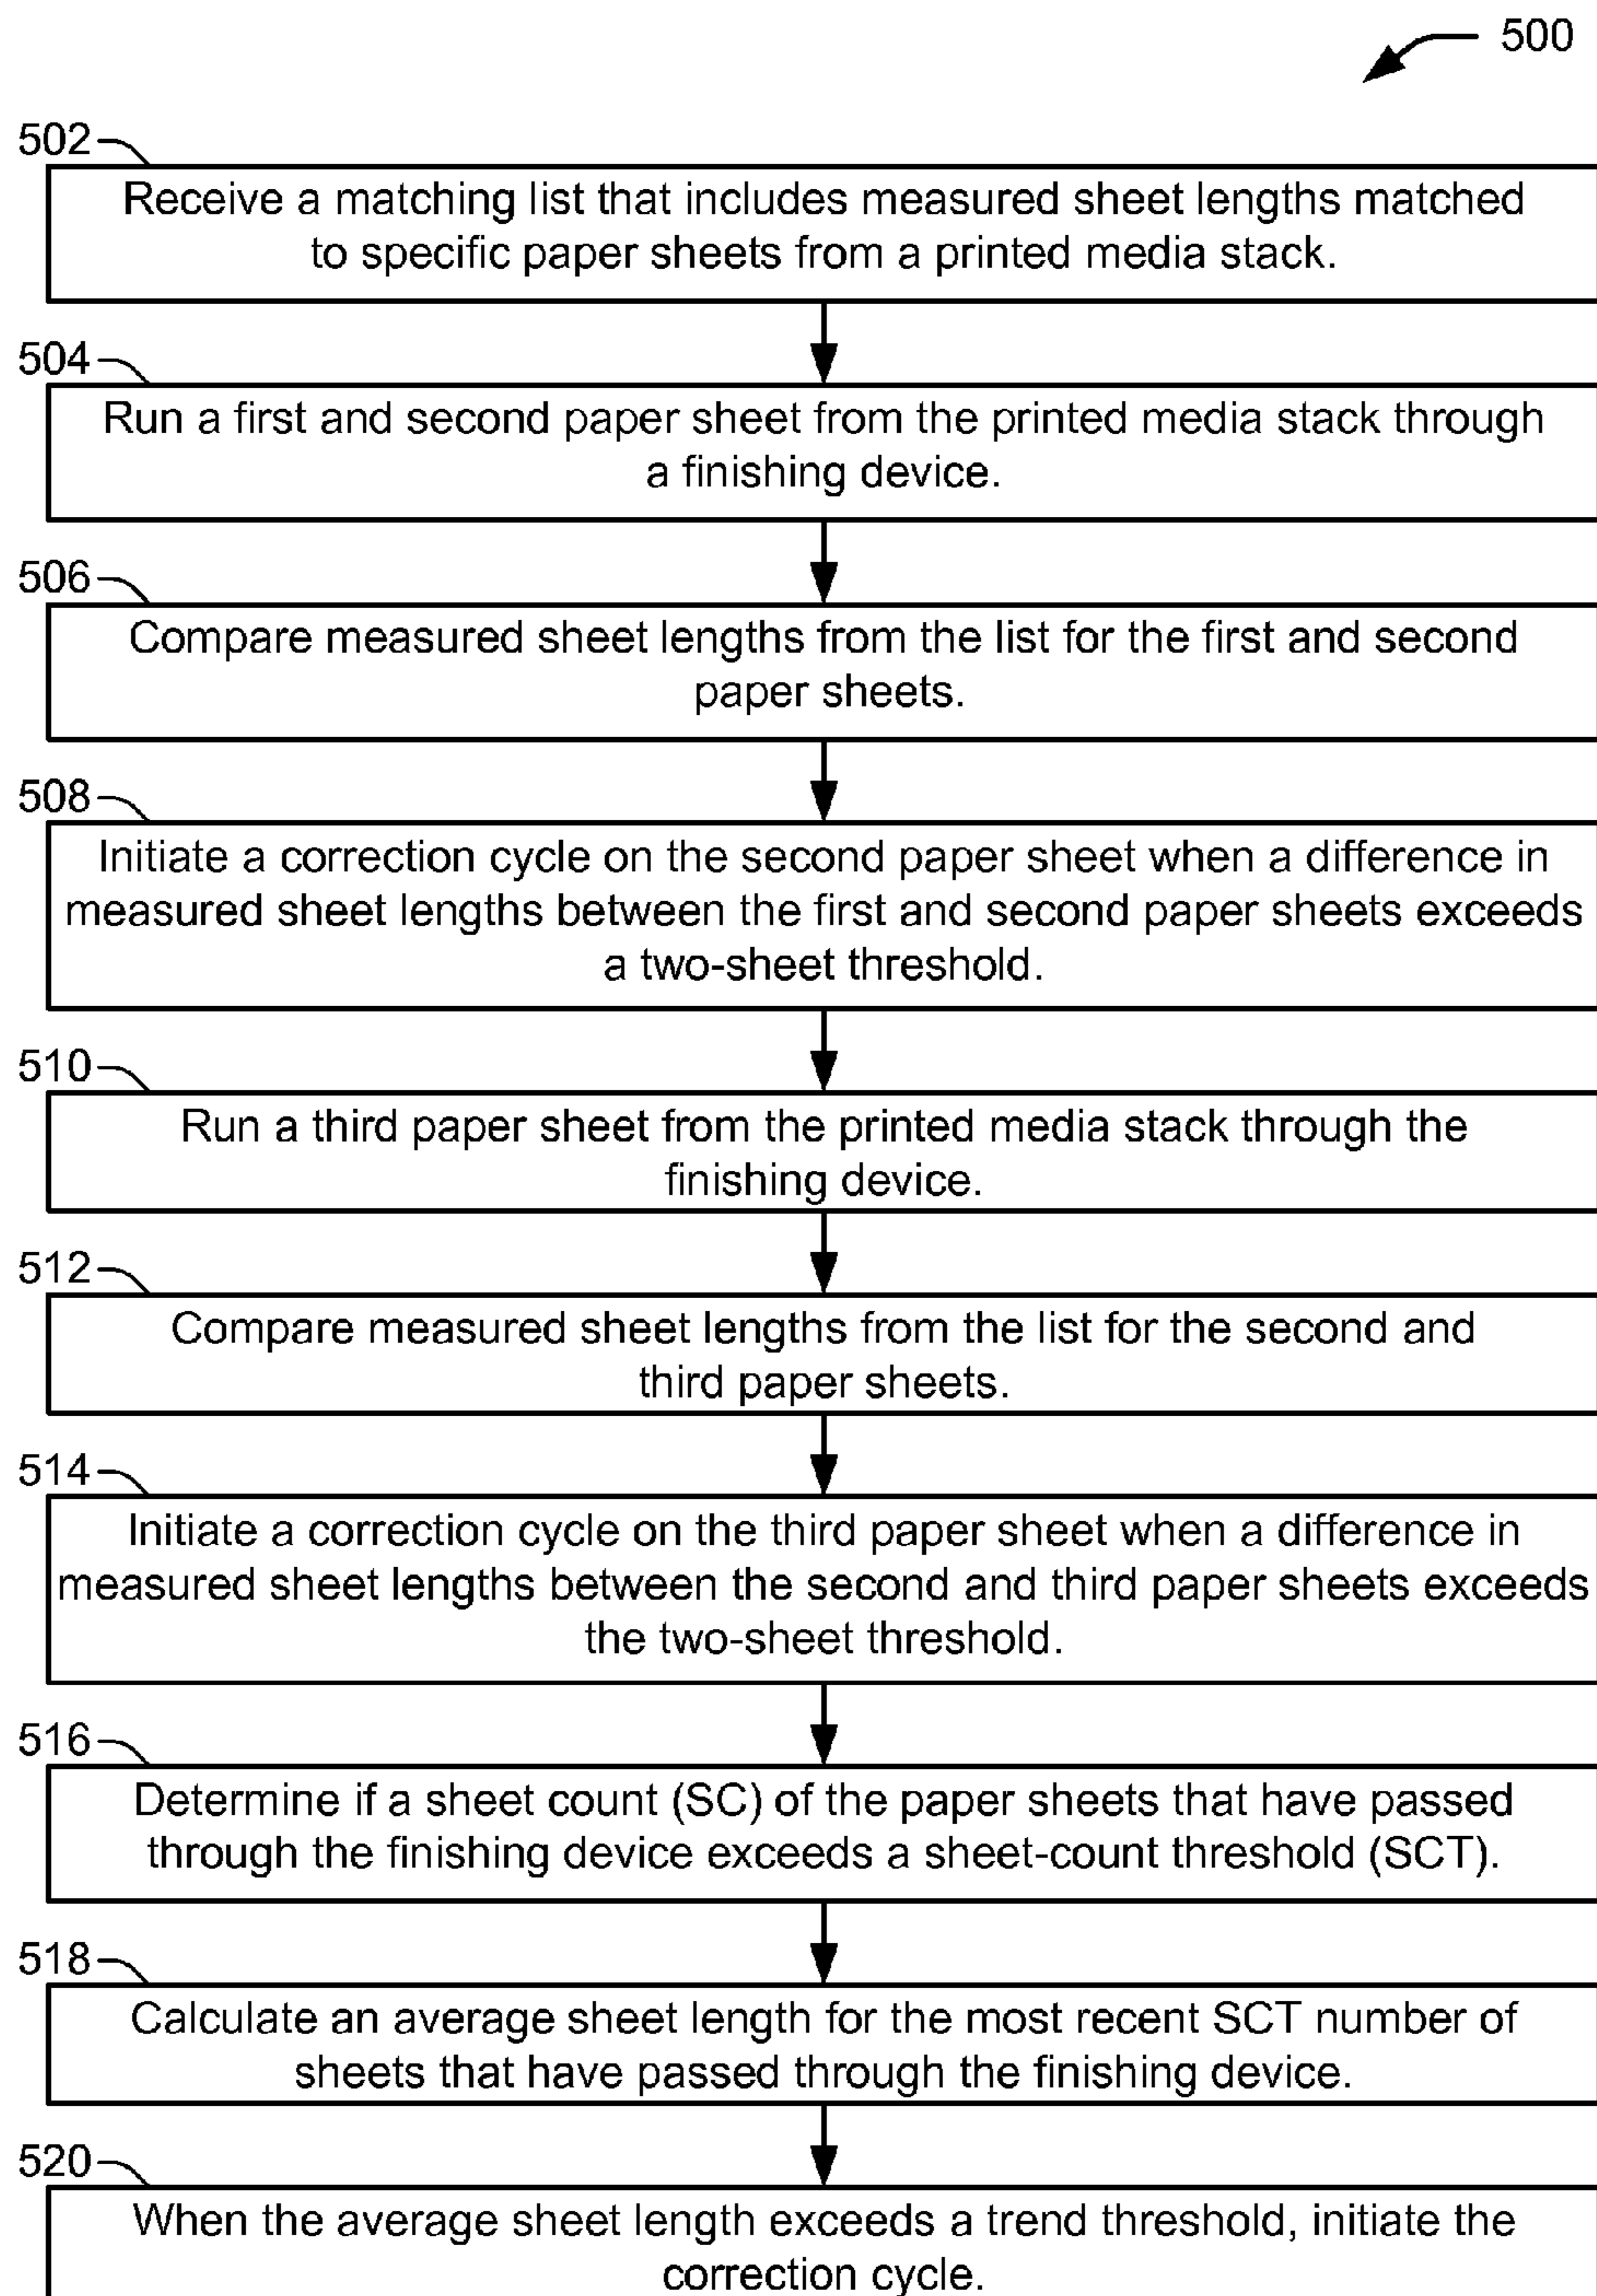 500
502
Receive a matching list that includes measured sheet lengths matched
to specific paper sheets from a printed media stack.
504
Run a first and second paper sheet from the printed media stack through
a finishing device.
506
Compare measured sheet lengths from the list for the first and second
paper sheets.
508
Initiate a correction cycle on the second paper sheet when a difference in
measured sheet lengths between the first and second paper sheets exceeds
a two-sheet threshold.
510
Run a third paper sheet from the printed media stack through the
finishing device.
512
Compare measured sheet lengths from the list for the second and
third paper sheets.
514
Initiate a correction cycle on the third paper sheet when a difference in
measured sheet lengths between the second and third paper sheets exceeds
the two-sheet threshold.
516
Determine if a sheet count (SC) of the paper sheets that have passed
through the finishing device exceeds a sheet-count threshold (SCT).
518
Calculate an average sheet length for the most recent SCT number of
sheets that have passed through the finishing device.
520
When the average sheet length exceeds a trend threshold, initiate the
correction cycle.